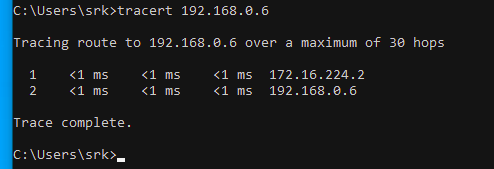 C:\Users\srk>tracert 192.168.0.6
Tracing route to 192.168.0.6 over a maximum of 30 hops
1 <1 ms <1 ms <1 ms 172.16.224.2
2 <1 ms <1 ms <1 ms 192.168.0.6
Trace complete.
C:\Users\srk>